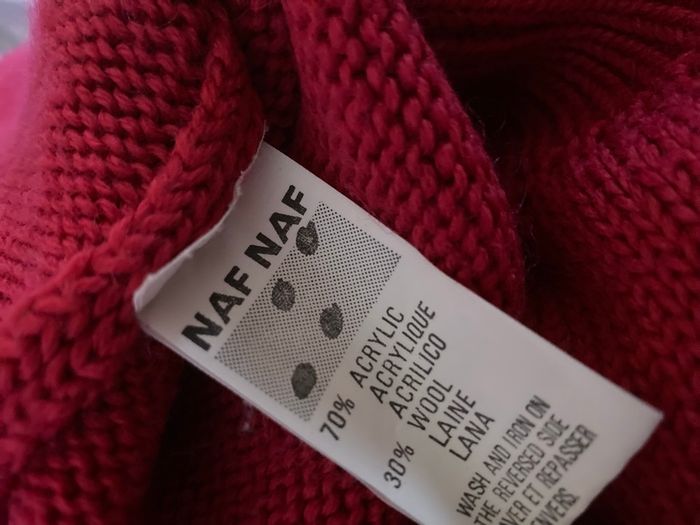 NAF NAF
70% ACRYLIC
ACRYLIQUE
ACRILICO
30% WOOL
LAINE
LANA
WASH AND IRON ON
THE REVERSED SIDE
ET REPASSER